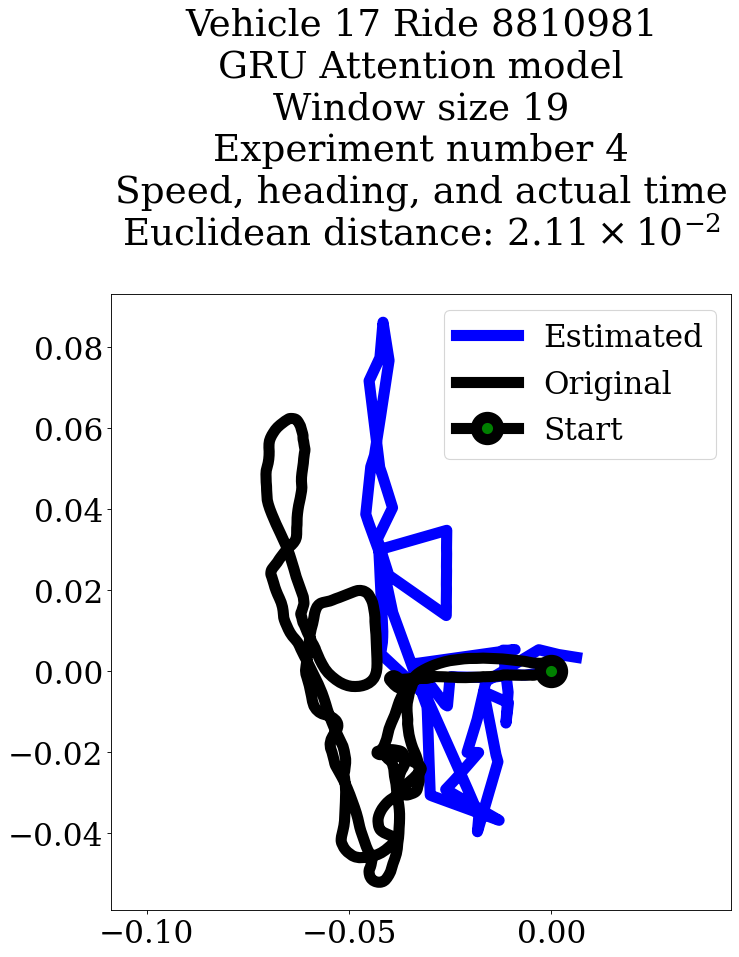 Vehicle 17 Ride 8810981
GRU Attention model
Window size 19
Experiment number 4
Speed, heading, and actual time
Euclidean distance: 2.11 × 10⁻²
Estimated
Original
Start
0.08
0.06
0.04
0.02
0.00
−0.02
−0.04
−0.10
−0.05
0.00